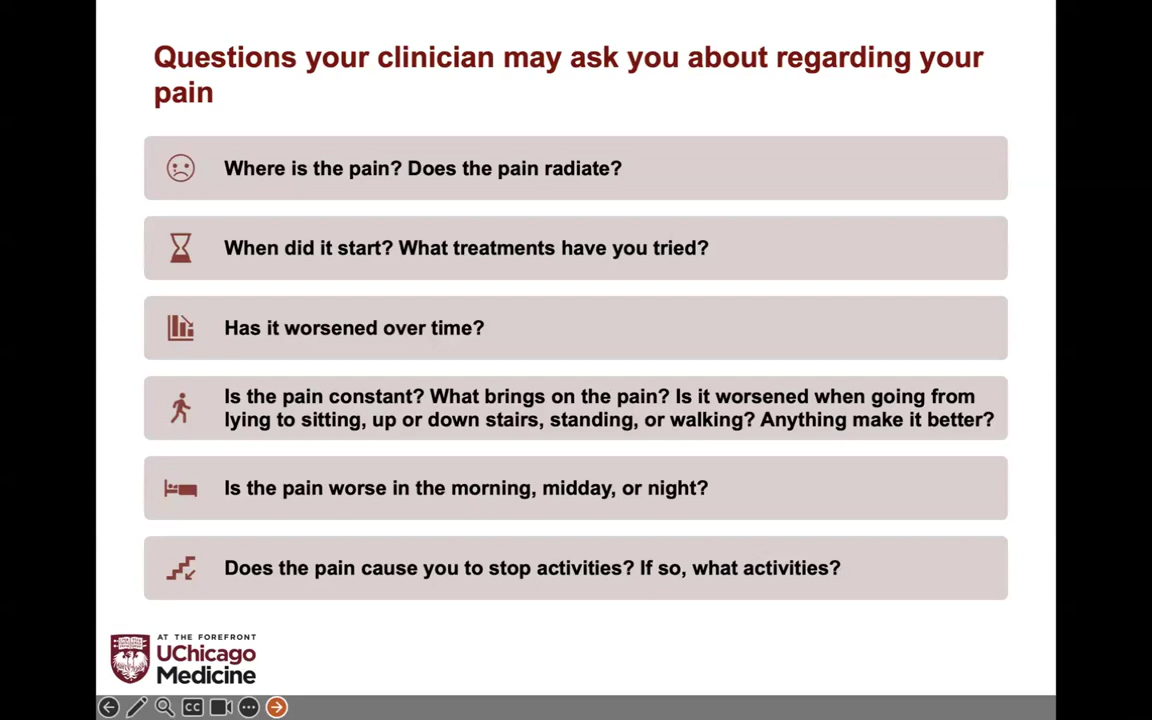 Questions your clinician may ask you about regarding your
pain
Where is the pain? Does the pain radiate?
When did it start? What treatments have you tried?
Has it worsened over time?
Is the pain constant? What brings on the pain? Is it worsened when going from
lying to sitting, up or down stairs, standing, or walking? Anything make it better?
Is the pain worse in the morning, midday, or night?
Does the pain cause you to stop activities? If so, what activities?
AT THE FOREFRONT
UChicago
Medicine
CC